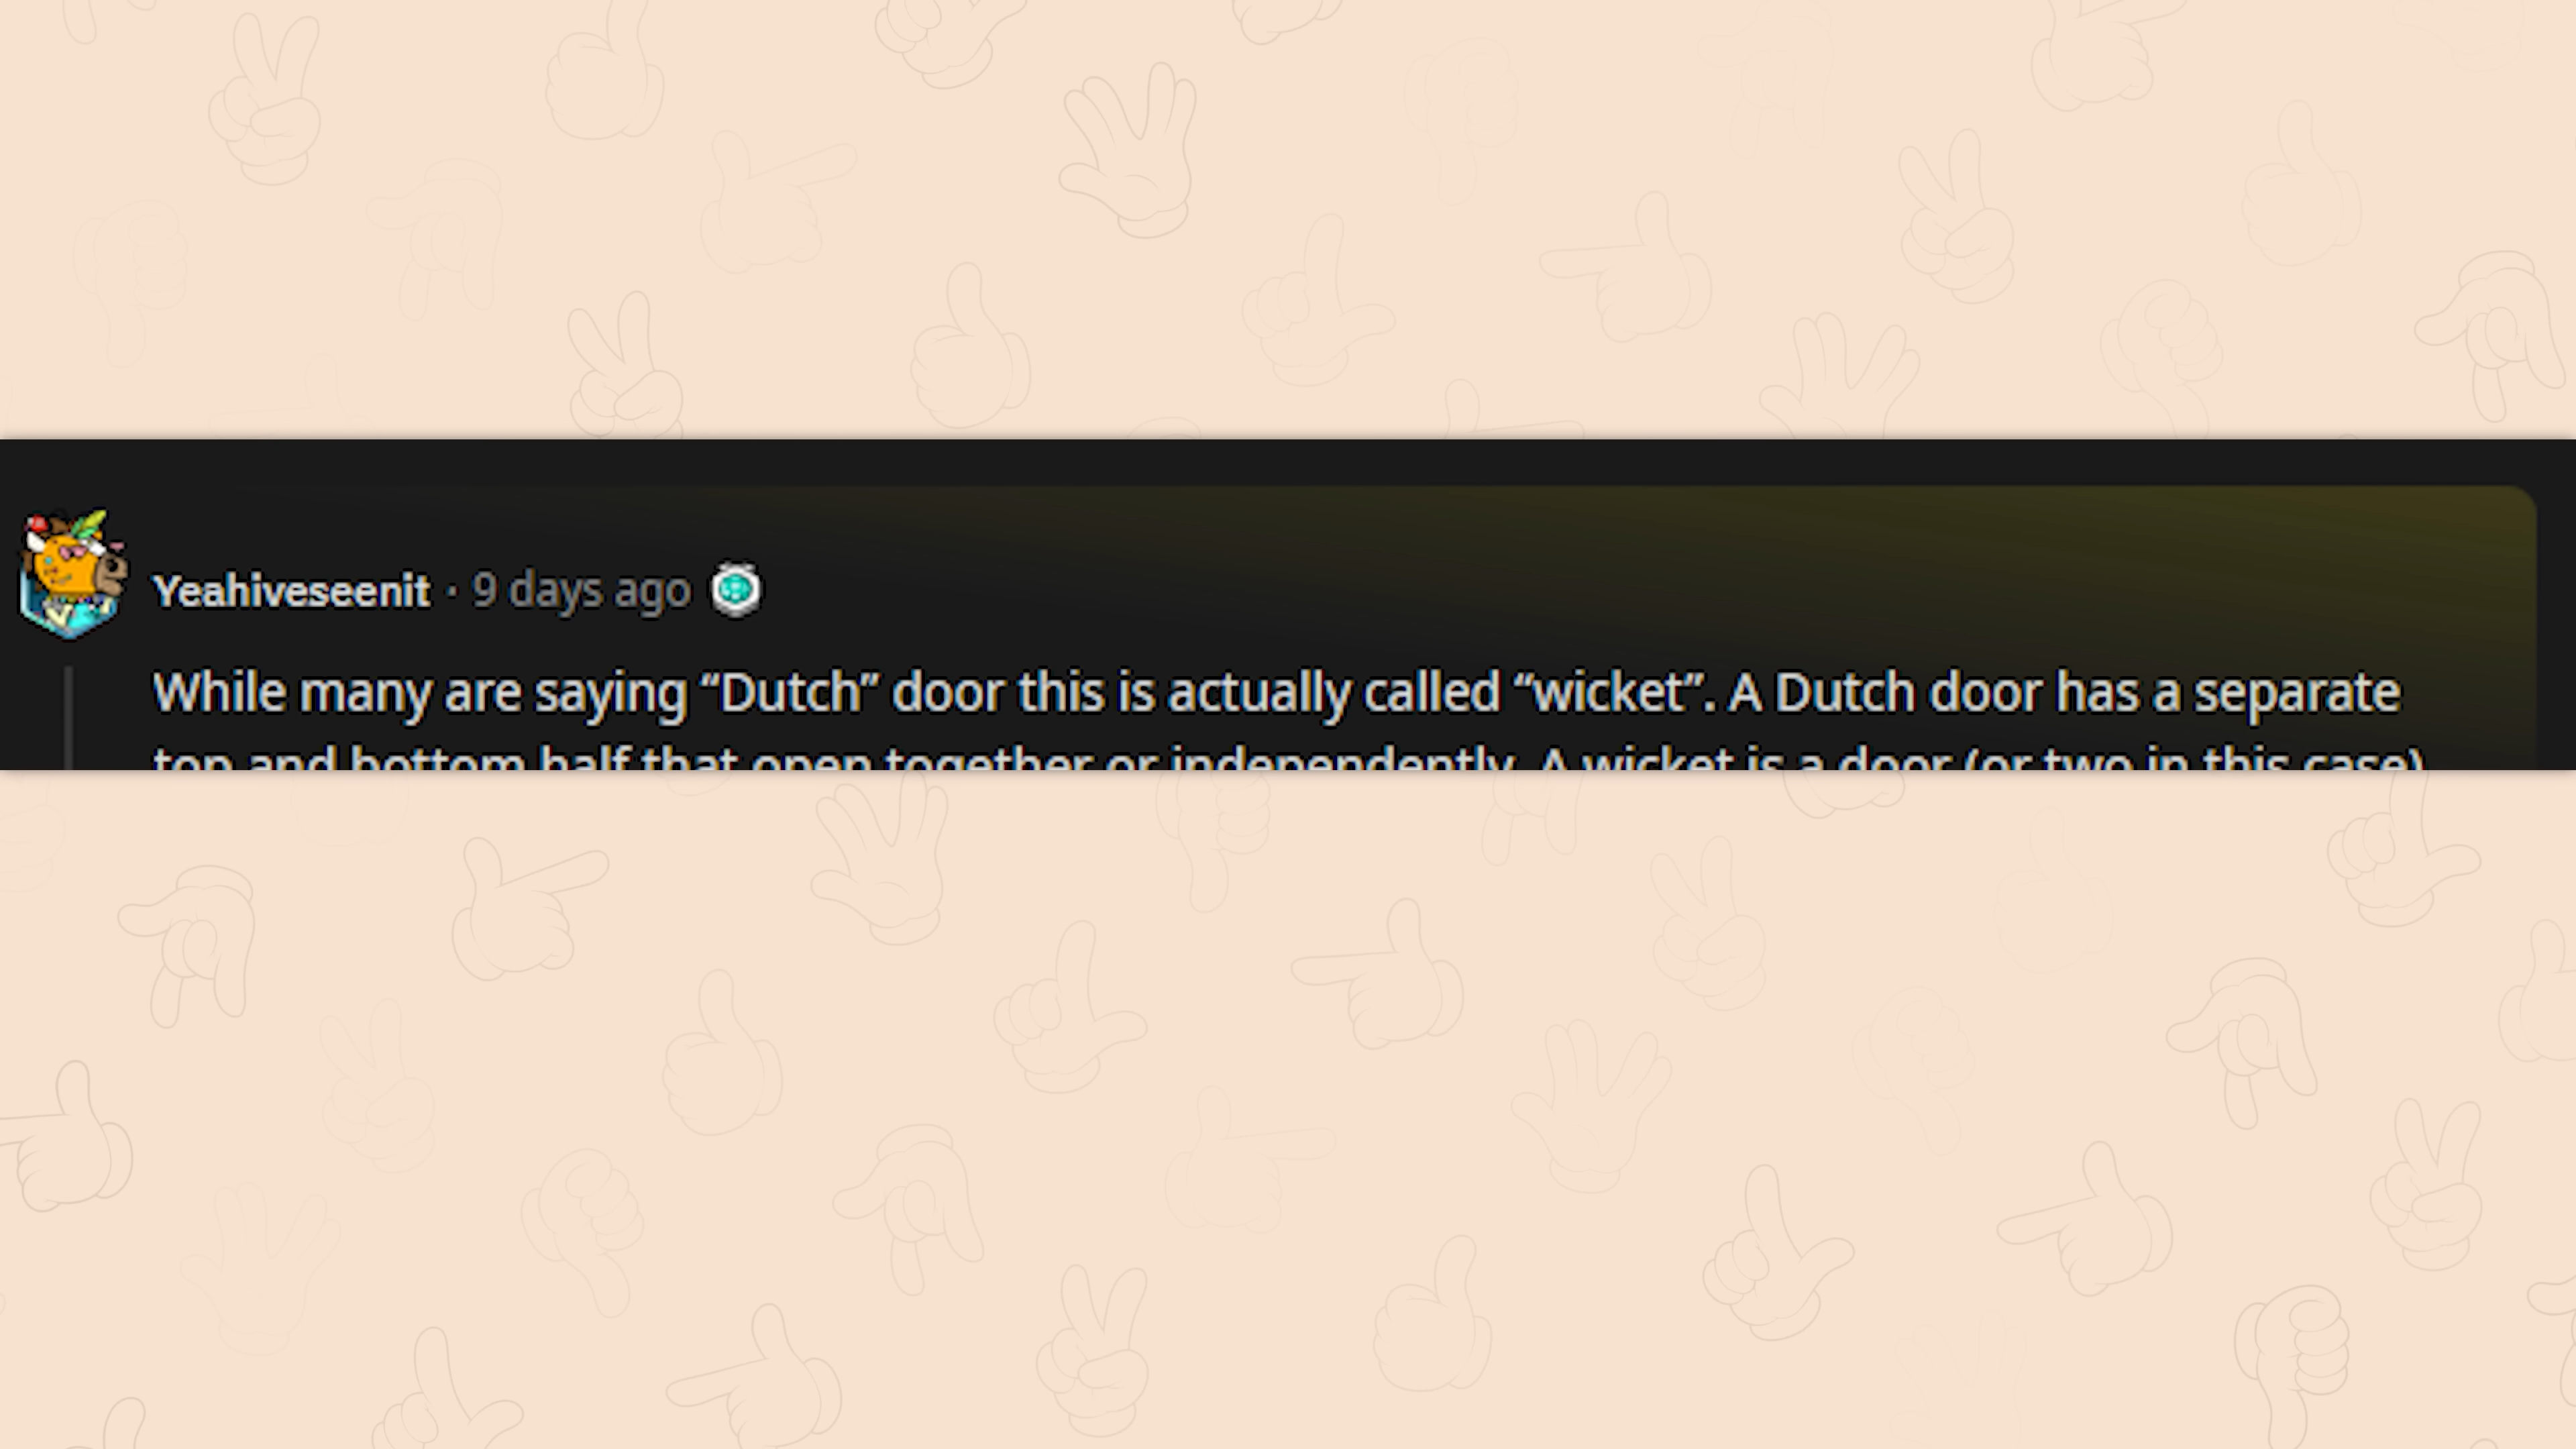 Yeahiveseenit · 9 days ago
While many are saying “Dutch” door this is actually called “wicket”. A Dutch door has a separate
top and bottom half that open together or independently. A wicket is a door (or two in this case)